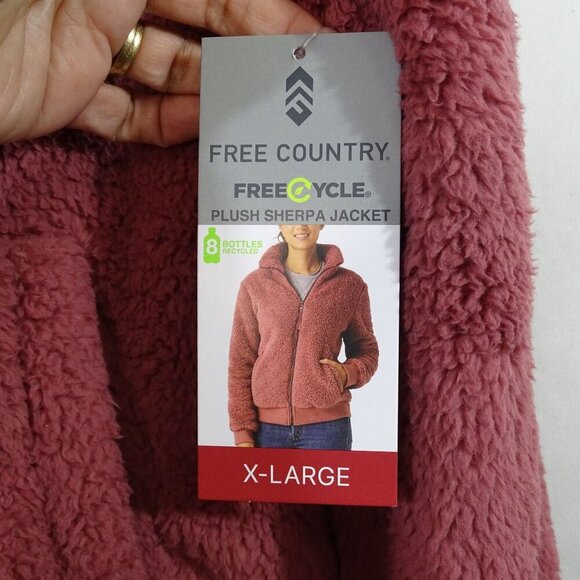 FREE COUNTRY®
FREECYCLE®
PLUSH SHERPA JACKET
8 BOTTLES
RECYCLED
X-LARGE